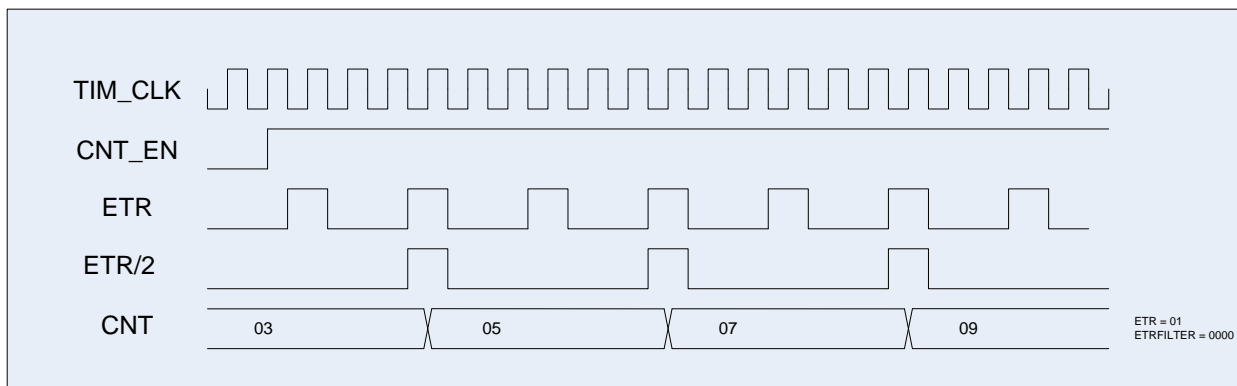 TIM_CLK
CNT_EN
ETR
ETR/2
CNT 03 05 07 09
ETR = 01
ETRFILTER = 0000